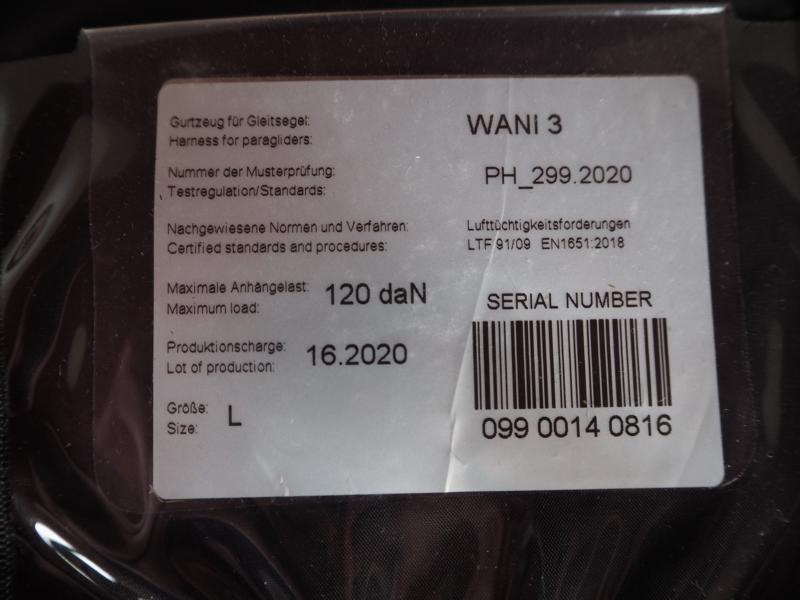 Gurtzeug für Gleitsegel:
Harness for paragliders:
WANI 3
Nummer der Musterprüfung:
Testregulation/Standards:
PH_299.2020
Nachgewiesene Normen und Verfahren:
Certified standards and procedures:
Lufttüchtigkeitsforderungen
LTF 91/09 EN1651:2018
Maximale Anhängelast:
Maximum load:
120 daN
SERIAL NUMBER
Produktionscharge:
Lot of production:
16.2020
Größe:
Size:
L
099 0014 0816